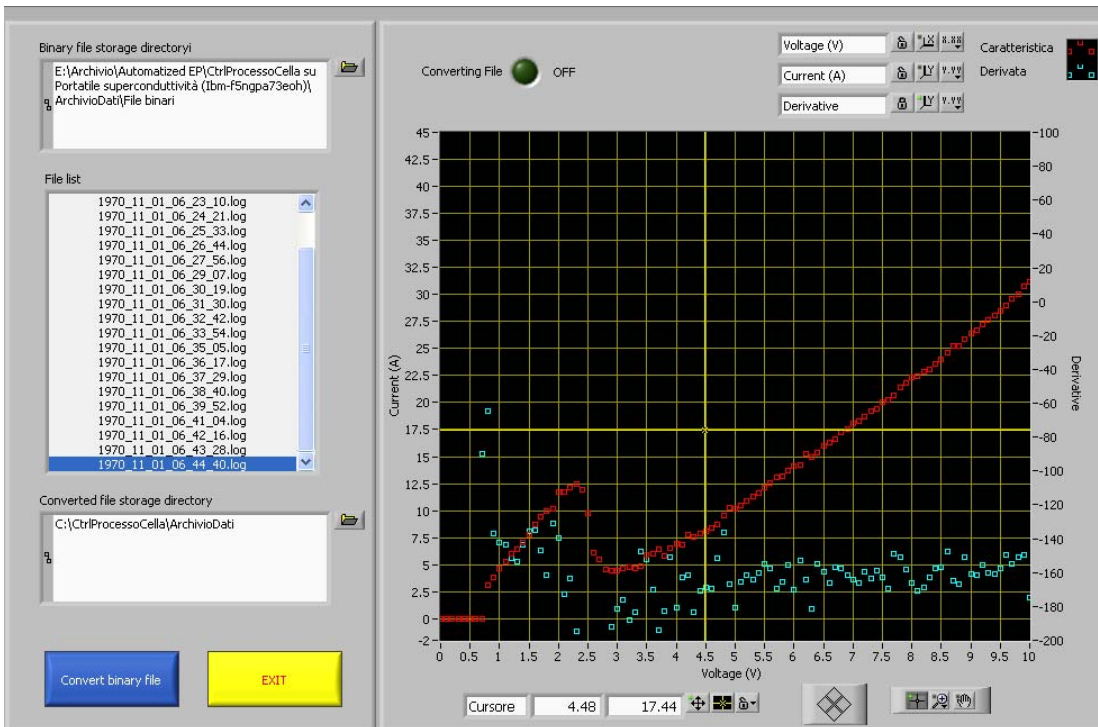 Binary file storage directoryi
E:\Archivio\Automatized EP\CtrlProcessoCella su
Portatile superconduttività (Ibm-f5ngpa73eoh)\
ArchivioDati\File binari
File list
1970_11_01_06_23_10.log
1970_11_01_06_24_21.log
1970_11_01_06_25_33.log
1970_11_01_06_26_44.log
1970_11_01_06_27_56.log
1970_11_01_06_29_07.log
1970_11_01_06_30_19.log
1970_11_01_06_31_30.log
1970_11_01_06_32_42.log
1970_11_01_06_33_54.log
1970_11_01_06_35_05.log
1970_11_01_06_36_17.log
1970_11_01_06_37_29.log
1970_11_01_06_38_40.log
1970_11_01_06_39_52.log
1970_11_01_06_41_04.log
1970_11_01_06_42_16.log
1970_11_01_06_43_28.log
1970_11_01_06_44_40.log
Converted file storage directory
C:\CtrlProcessoCella\ArchivioDati
Convert binary file
EXIT
Converting File OFF
Voltage (V) X X.XX
Current (A) Y Y.YY
Derivative Y Y.YY
Caratteristica
Derivata
45
42.5
40
37.5
35
32.5
30
27.5
25
22.5
20
17.5
15
12.5
10
7.5
5
2.5
0
-2
Current (A)
-100
-80
-60
-40
-20
-0
-20
-40
-60
-80
-100
-120
-140
-160
-180
-200
Derivative
0 0.5 1 1.5 2 2.5 3 3.5 4 4.5 5 5.5 6 6.5 7 7.5 8 8.5 9 9.5 10
Voltage (V)
Cursore 4.48 17.44